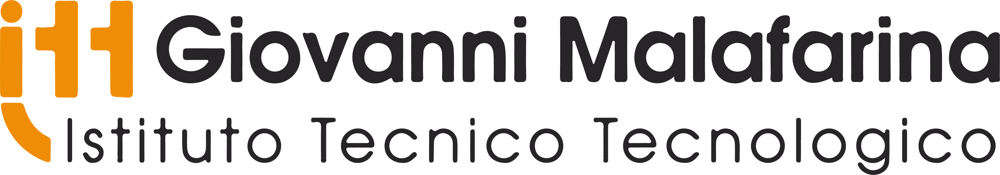 itt Giovanni Malafarina
Istituto Tecnico Tecnologico